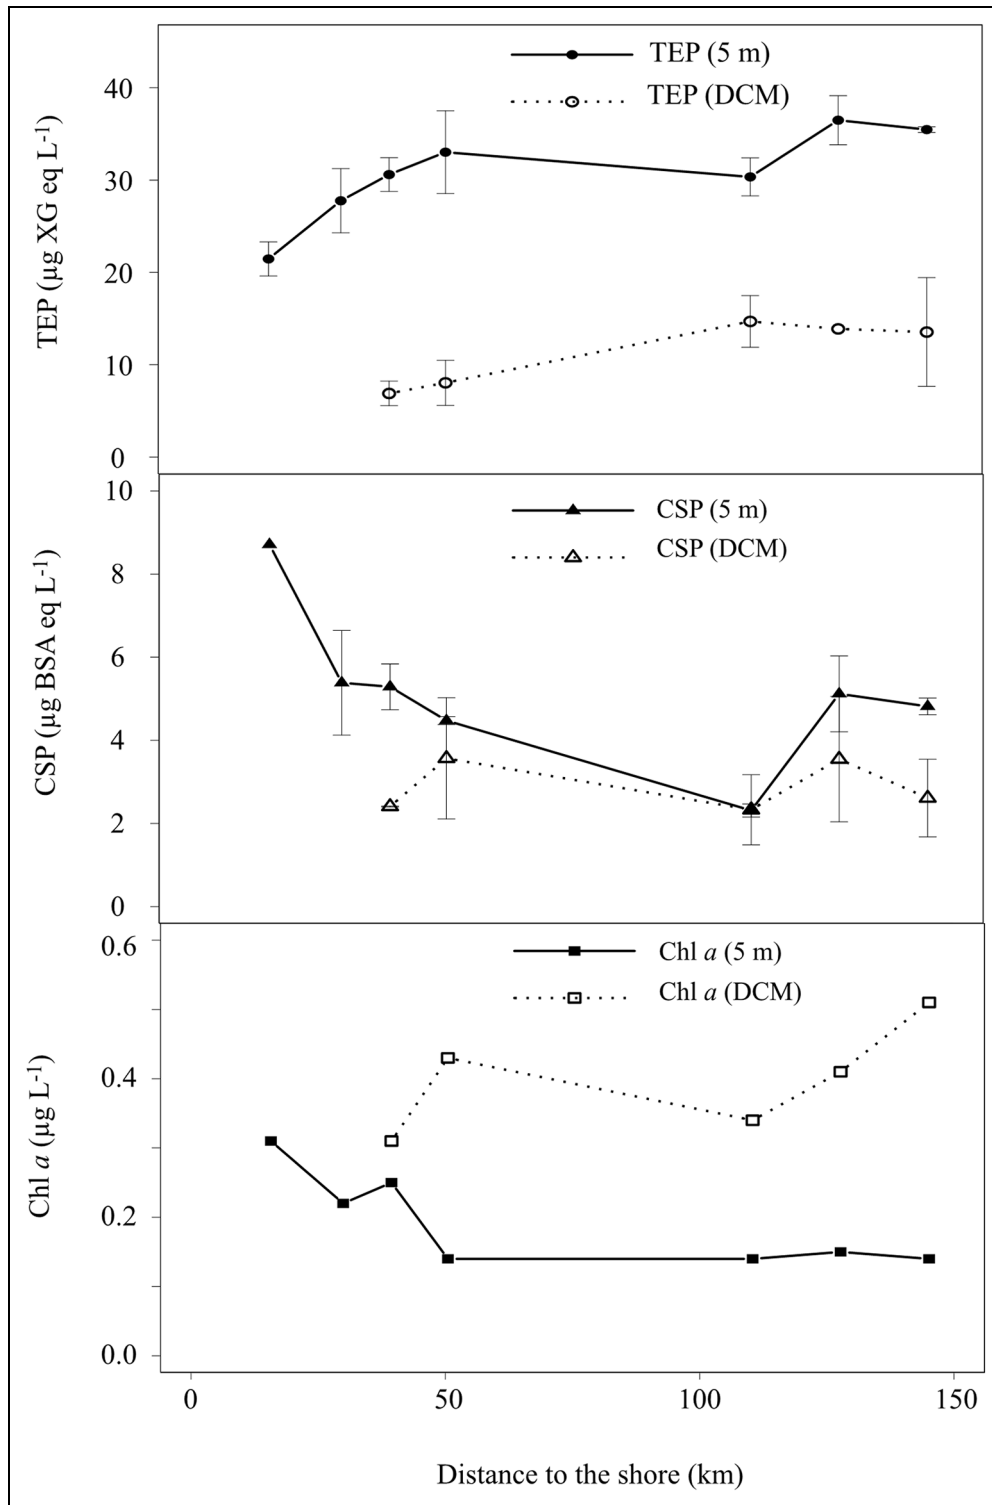 TEP (5 m)
TEP (DCM)
40
30
20
10
0
TEP (µg XG eq L⁻¹)
CSP (5 m)
CSP (DCM)
10
8
6
4
2
0
CSP (µg BSA eq L⁻¹)
Chl a (5 m)
Chl a (DCM)
0.6
0.4
0.2
0.0
Chl a (µg L⁻¹)
0 50 100 150
Distance to the shore (km)